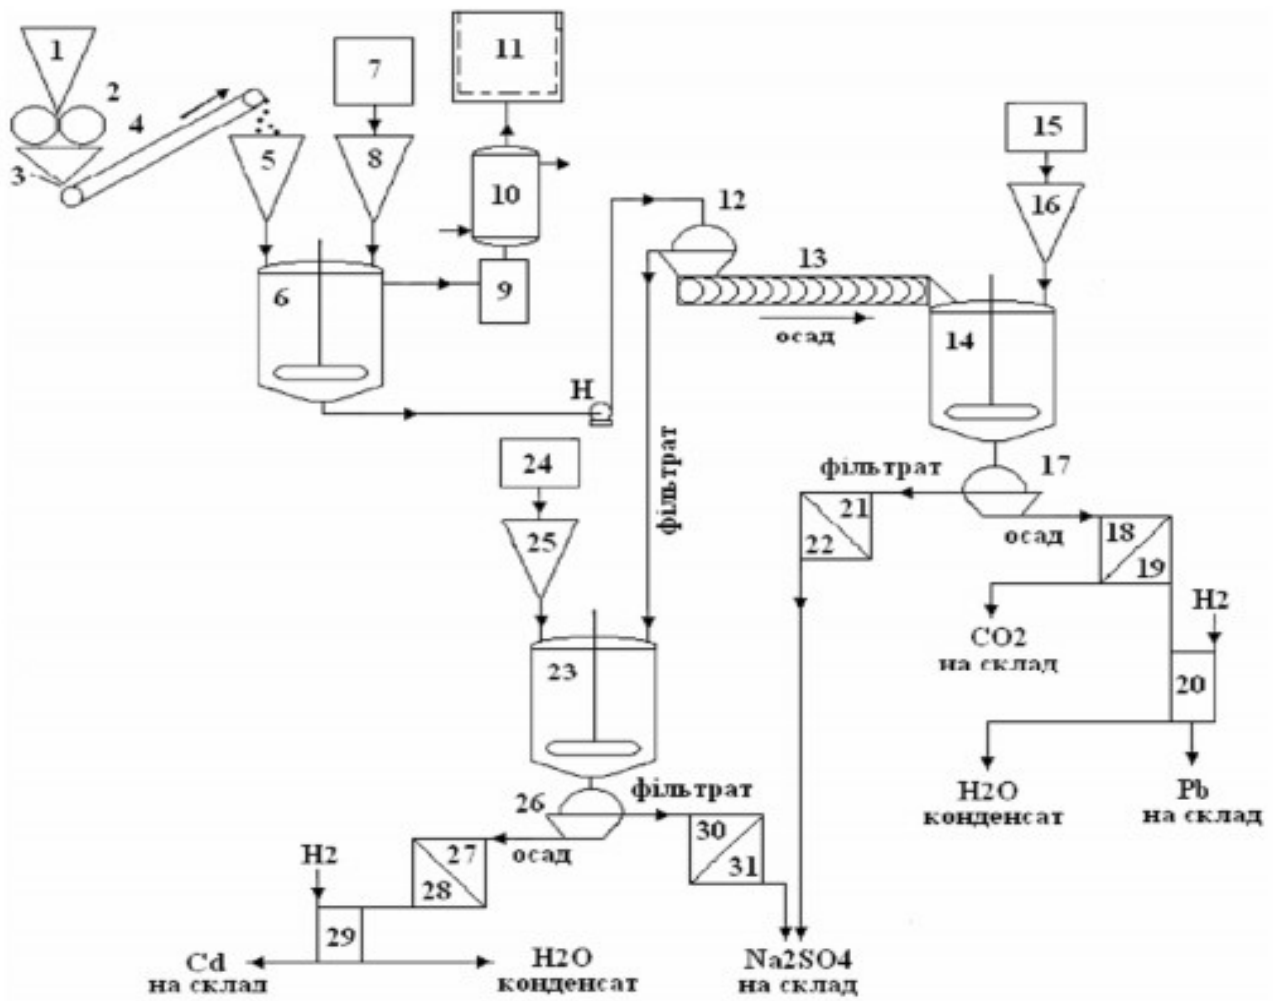 1
2
7
11
4
5
8
3
10
15
16
12
13
6
9
осад
14
Н
17
24
фільтрат
фільтрат
21
22
осад
18
19
25
H2
CO2
на склад
23
20
26
фільтрат
H2O
конденсат
Pb
на склад
30
31
осад
27
28
H2
29
Cd
на склад
H2O
конденсат
Na2SO4
на склад